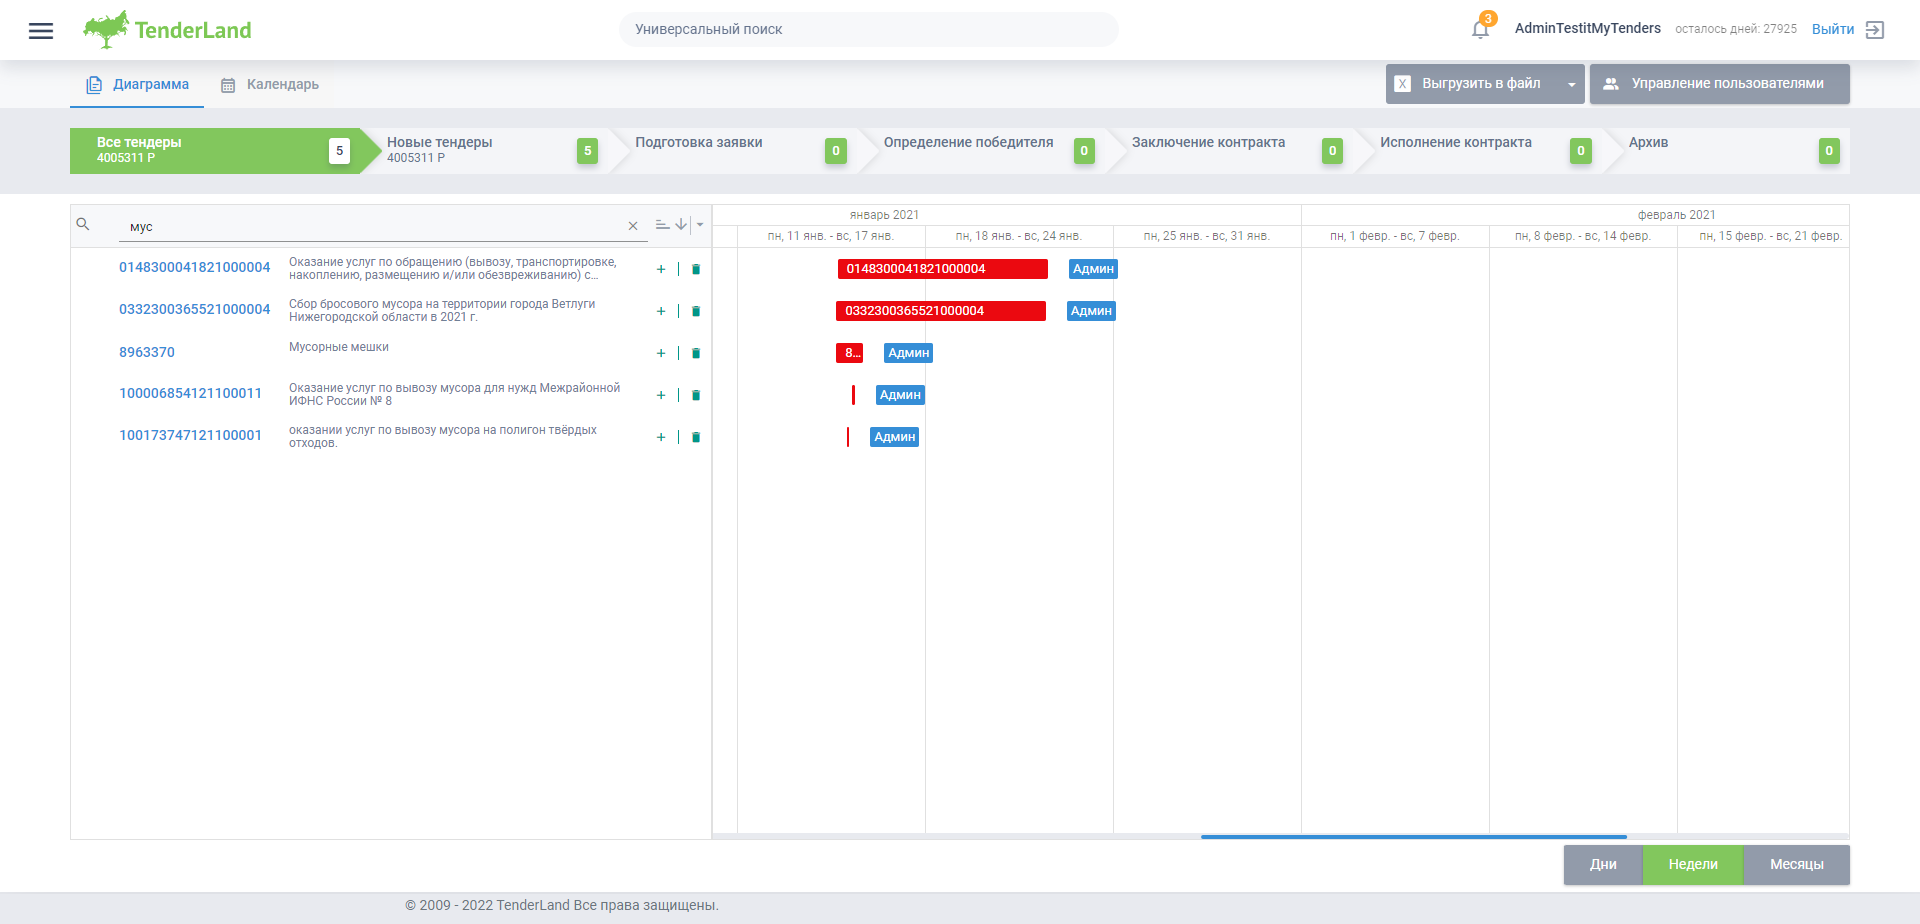 TenderLand
Универсальный поиск
3
AdminTestitMyTenders
осталось дней: 27925
Выйти
Диаграмма
Календарь
X Выгрузить в файл
Управление пользователями
Все тендеры
4005311 Р
5
Новые тендеры
4005311 Р
5
Подготовка заявки
0
Определение победителя
0
Заключение контракта
0
Исполнение контракта
0
Архив
0
мус
январь 2021
февраль 2021
пн, 11 янв. - вс, 17 янв.
пн, 18 янв. - вс, 24 янв.
пн, 25 янв. - вс, 31 янв.
пн, 1 февр. - вс, 7 февр.
пн, 8 февр. - вс, 14 февр.
пн, 15 февр. - вс, 21 февр.
0148300041821000004
Оказание услуг по обращению (вывозу, транспортировке,
накоплению, размещению и/или обезвреживанию) с...
0148300041821000004
Админ
0332300365521000004
Сбор бросового мусора на территории города Ветлуги
Нижегородской области в 2021 г.
0332300365521000004
Админ
8963370
Мусорные мешки
8...
Админ
100006854121100011
Оказание услуг по вывозу мусора для нужд Межрайонной
ИФНС России № 8
Админ
100173747121100001
оказании услуг по вывозу мусора на полигон твёрдых
отходов.
Админ
Дни
Недели
Месяцы
© 2009 - 2022 TenderLand Все права защищены.